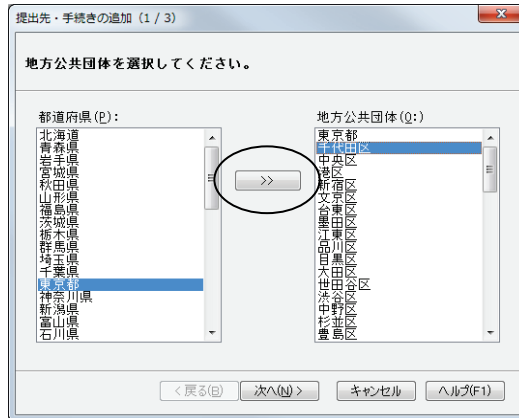 提出先・手続きの追加 (1 / 3)
地方公共団体を選択してください。
都道府県(P):
北海道
青森県
岩手県
宮城県
秋田県
山形県
福島県
茨城県
栃木県
群馬県
埼玉県
千葉県
東京都
神奈川県
新潟県
富山県
石川県
>>
地方公共団体(O:)
東京都
千代田区
中央区
港区
新宿区
文京区
台東区
墨田区
江東区
品川区
目黒区
大田区
世田谷区
渋谷区
中野区
杉並区
豊島区
< 戻る(B)
次へ(N) >
キャンセル
ヘルプ(F1)